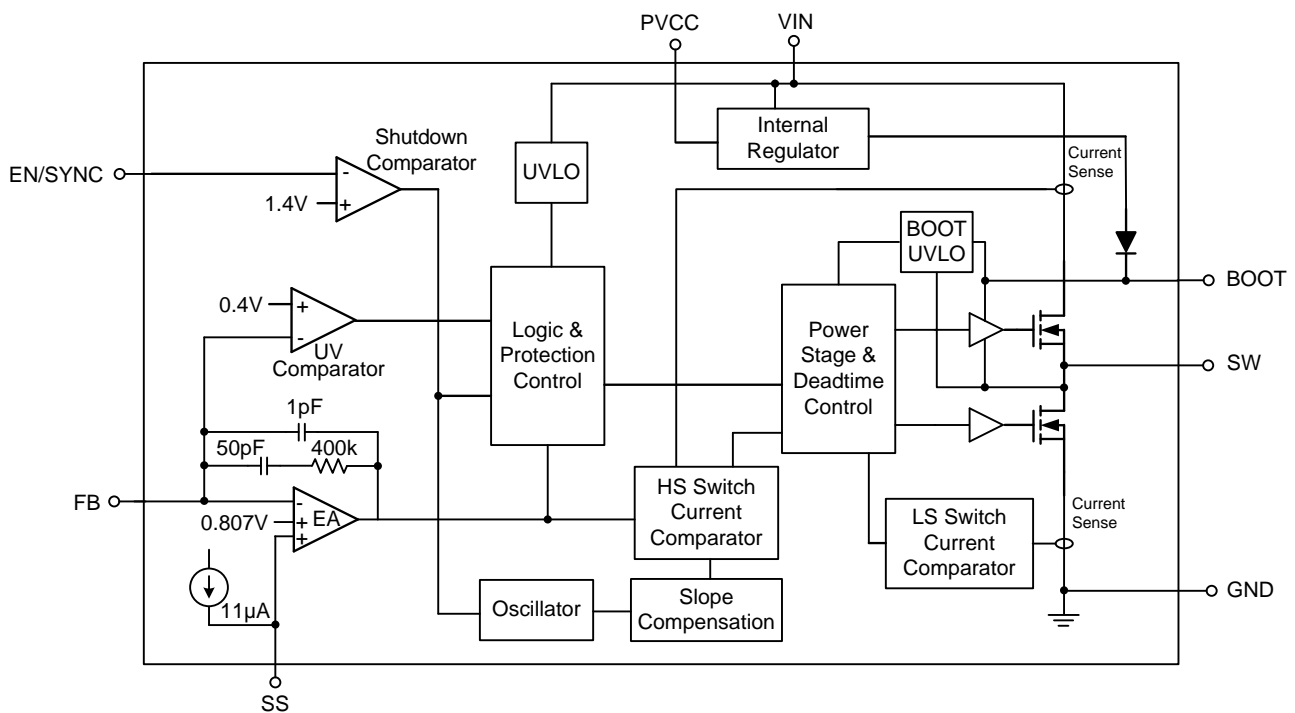 PVCC
VIN
Shutdown
Comparator
EN/SYNC
-
1.4V
+
UVLO
Internal
Regulator
Current
Sense
BOOT
UVLO
BOOT
0.4V
+
-
UV
Comparator
Logic &
Protection
Control
Power
Stage &
Deadtime
Control
SW
1pF
50pF
400k
FB
-
0.807V
+
+
EA
HS Switch
Current
Comparator
LS Switch
Current
Comparator
Current
Sense
11µA
Oscillator
Slope
Compensation
GND
SS